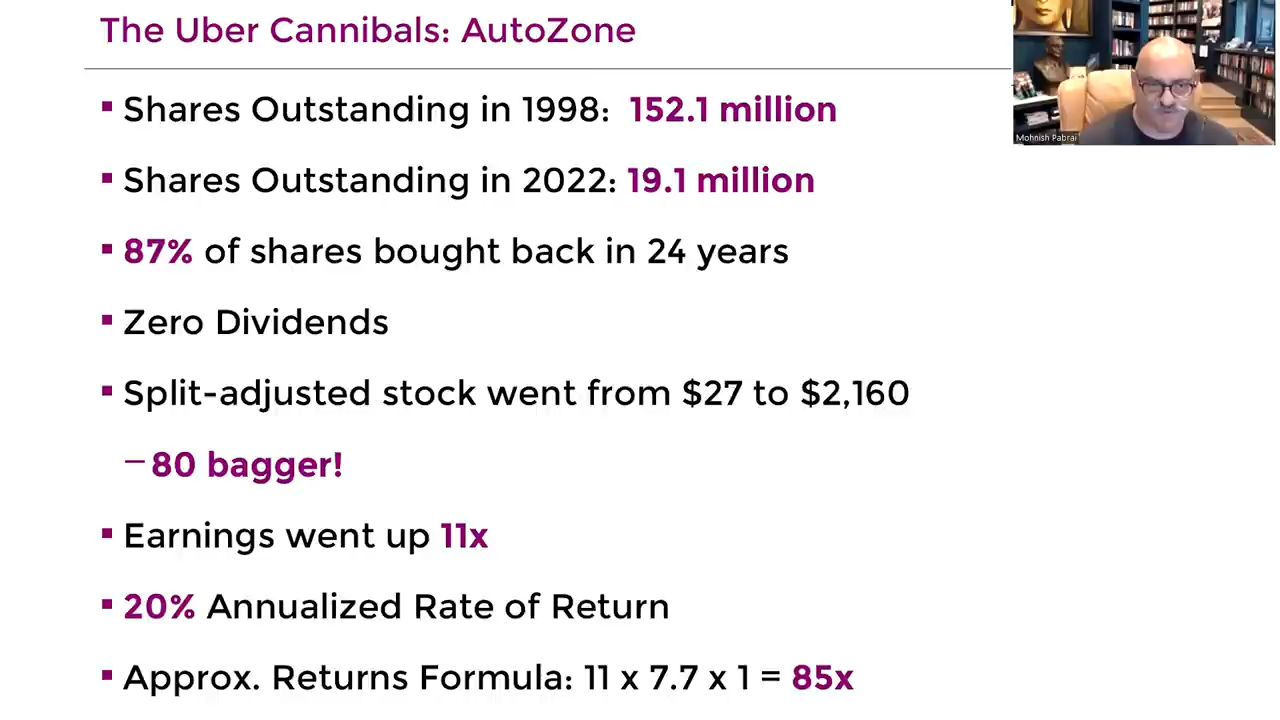 The Uber Cannibals: AutoZone
▪ Shares Outstanding in 1998: 152.1 million
▪ Shares Outstanding in 2022: 19.1 million
▪ 87% of shares bought back in 24 years
▪ Zero Dividends
▪ Split-adjusted stock went from $27 to $2,160
– 80 bagger!
▪ Earnings went up 11x
▪ 20% Annualized Rate of Return
▪ Approx. Returns Formula: 11 x 7.7 x 1 = 85x
Mohnish Pabrai